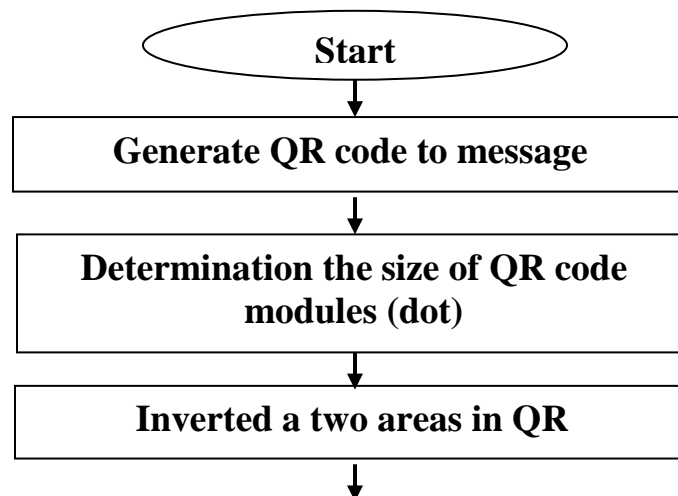 Start
Generate QR code to message
Determination the size of QR code
modules (dot)
Inverted a two areas in QR